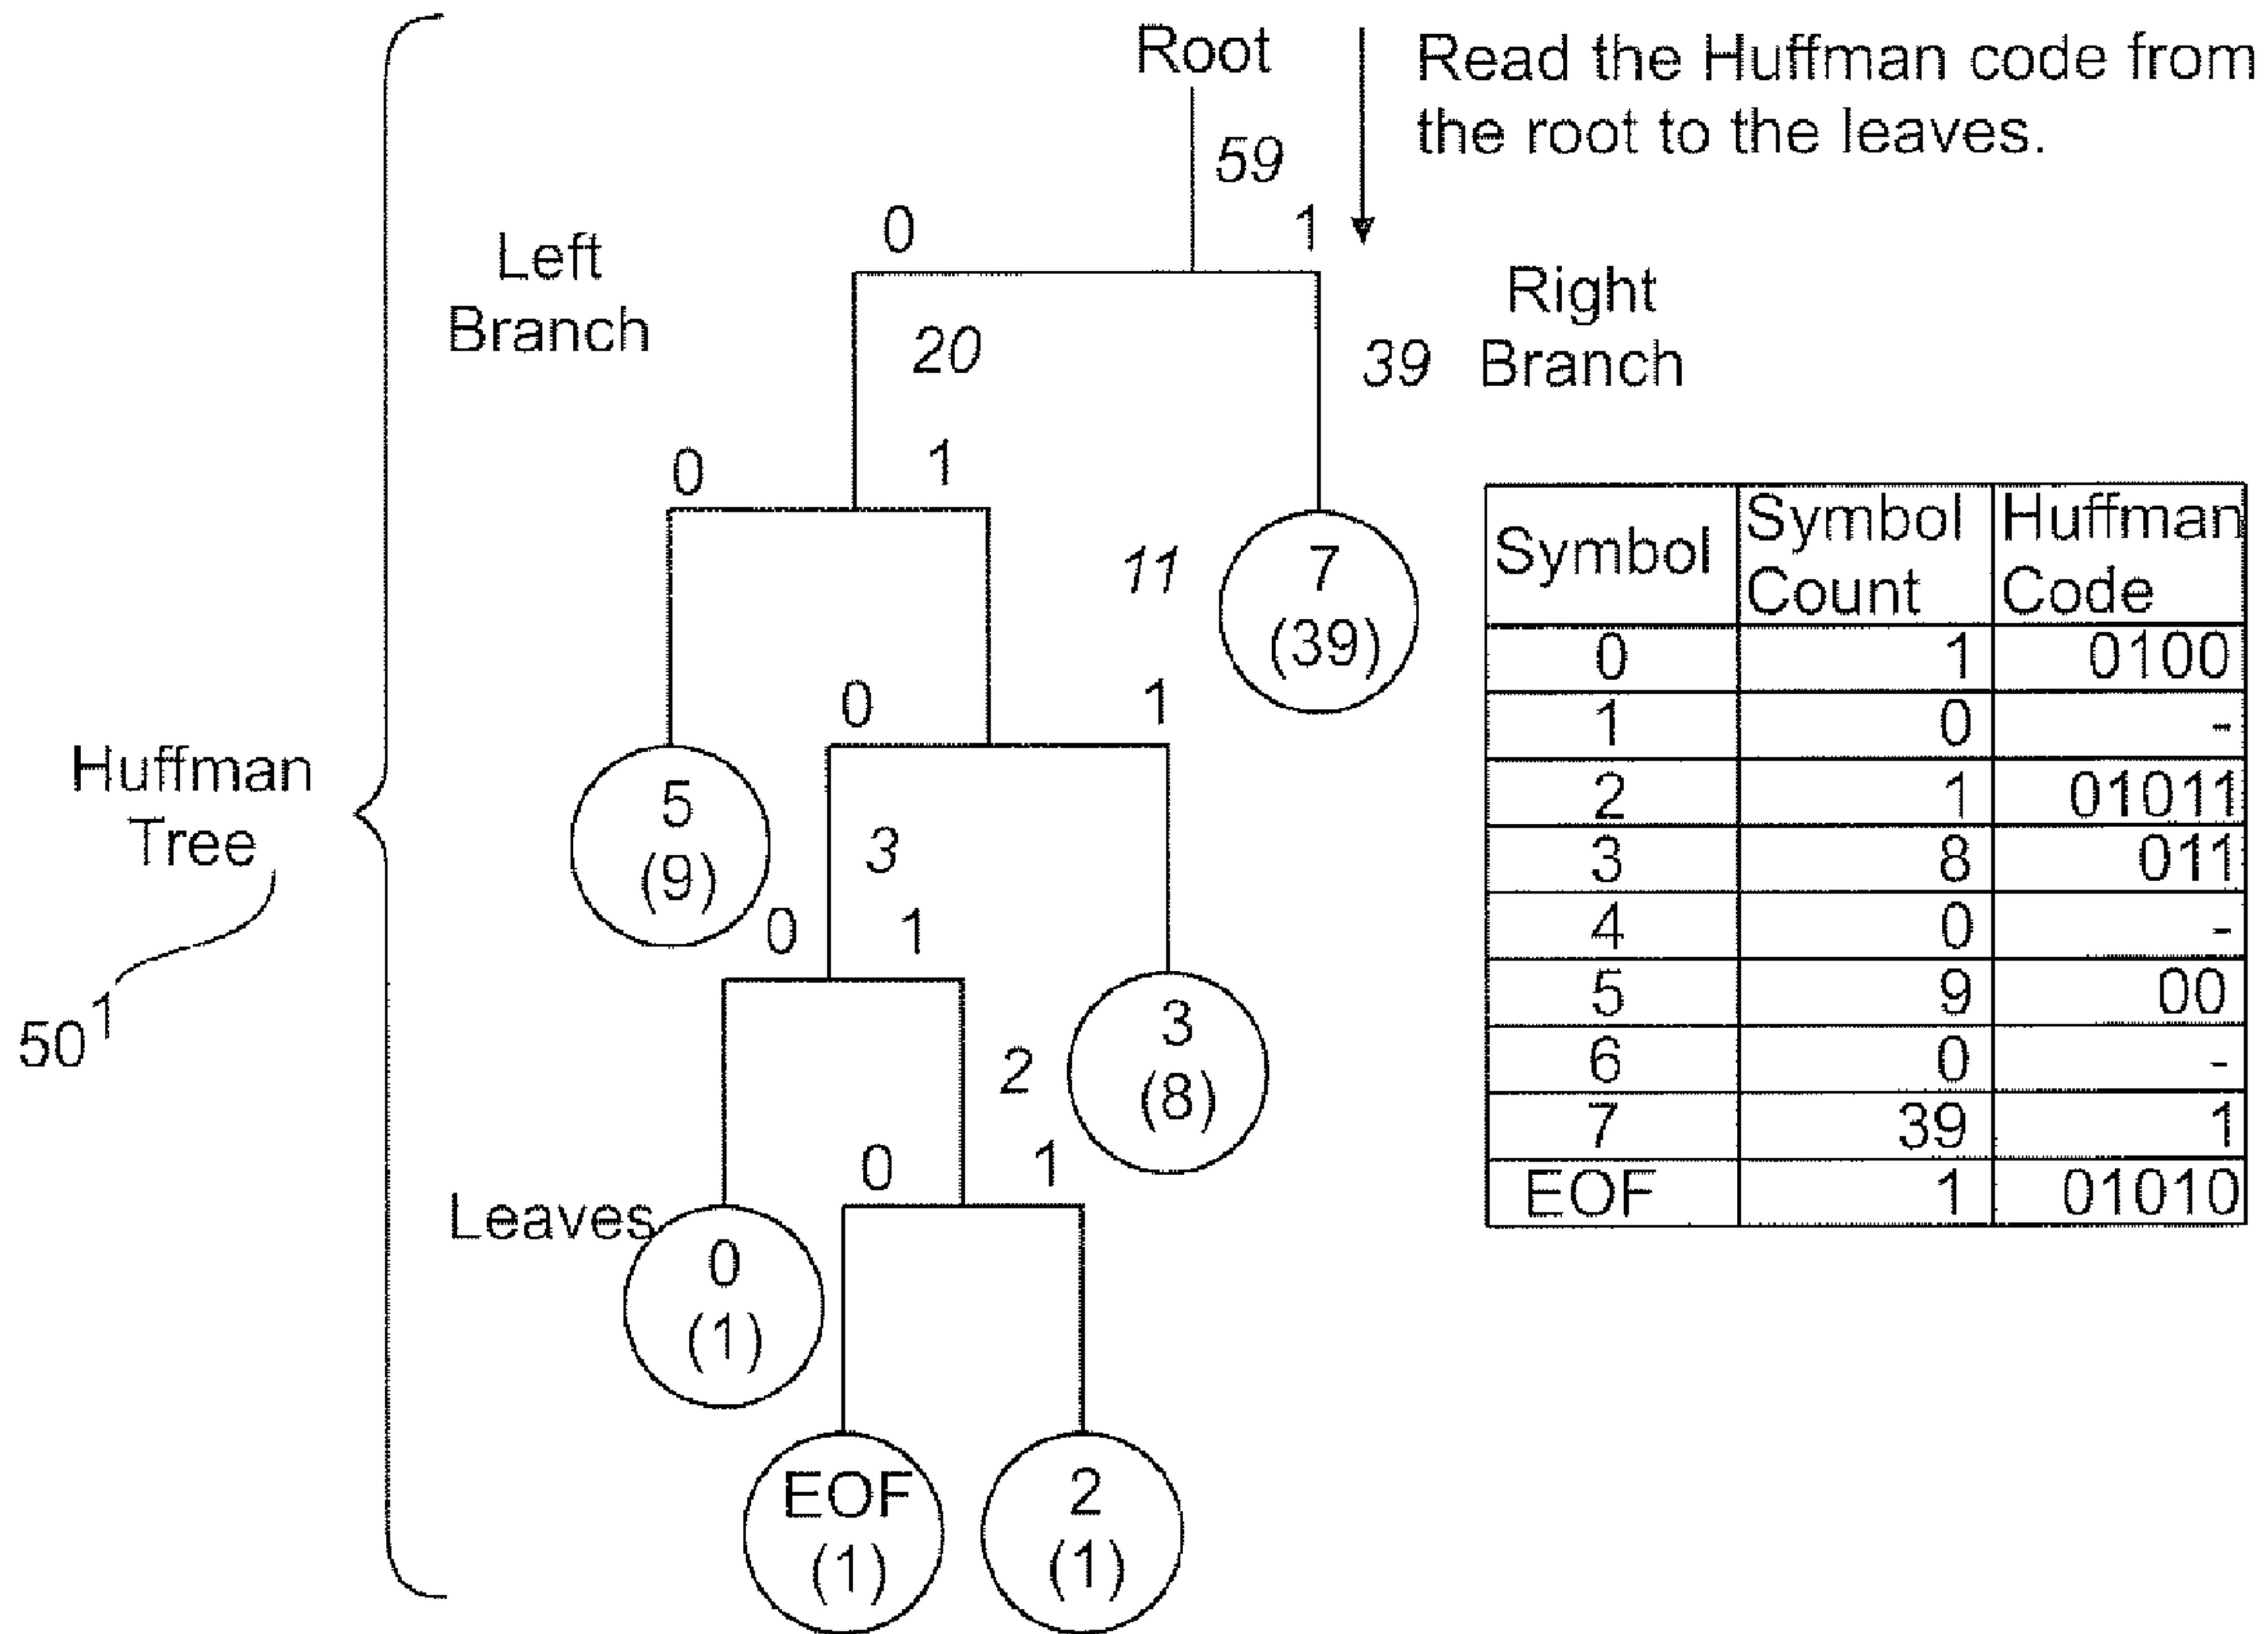 Root
Read the Huffman code from
the root to the leaves.
59
0
1
Left
Branch
20
Right
39 Branch
0
1
11
7
(39)
0
1
Huffman
Tree
501
5
(9)
3
0
1
2
3
(8)
0
1
Leaves
0
(1)
EOF
(1)
2
(1)
Symbol Symbol Count Huffman Code
0 1 0100
1 0 -
2 1 01011
3 8 011
4 0 -
5 9 00
6 0 -
7 39 1
EOF 1 01010